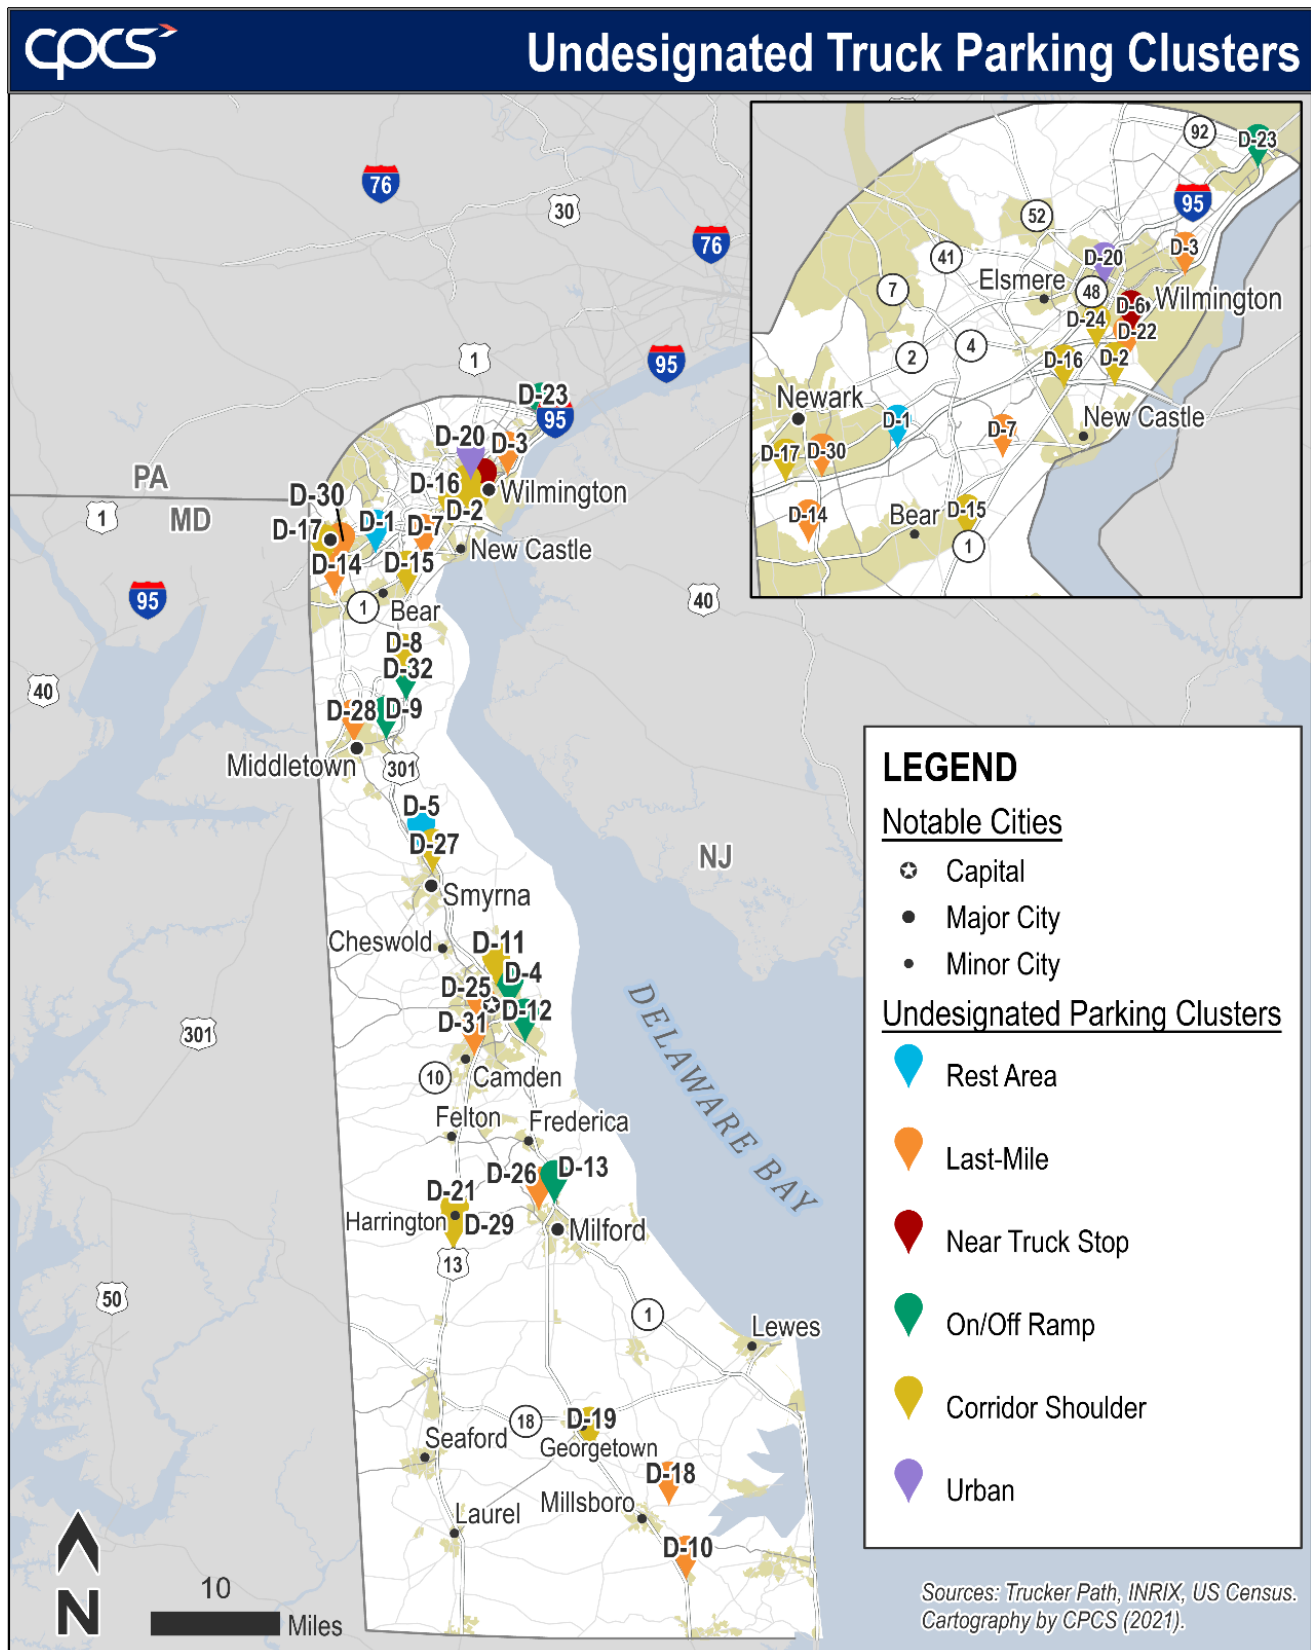 cpcs
Undesignated Truck Parking Clusters
92
D-23
76
30
52
95
76
D-3
41
D-20
7
Elsmere
48
D-6
Wilmington
D-24
D-22
4
2
D-16
D-2
1
95
Newark
D-1
New Castle
D-7
D-23
95
D-17
D-30
D-20
D-3
D-14
Bear
D-15
1
PA
D-16
Wilmington
D-30
D-2
1
MD
D-17
D-1
D-7
New Castle
D-14
D-15
95
1
Bear
40
D-8
D-32
40
D-28
D-9
Middletown
301
LEGEND
Notable Cities
Capital
Major City
Minor City
Undesignated Parking Clusters
Rest Area
Last-Mile
Near Truck Stop
On/Off Ramp
Corridor Shoulder
Urban
D-5
D-27
NJ
Smyrna
Cheswold
D-11
D-4
D-25
D-12
D-31
301
DELAWARE BAY
10
Camden
Felton
Frederica
D-26
D-13
D-21
Harrington
D-29
Milford
13
50
1
Lewes
18
D-19
Seaford
Georgetown
D-18
Millsboro
Laurel
D-10
N
10
Miles
Sources: Trucker Path, INRIX, US Census.
Cartography by CPCS (2021).